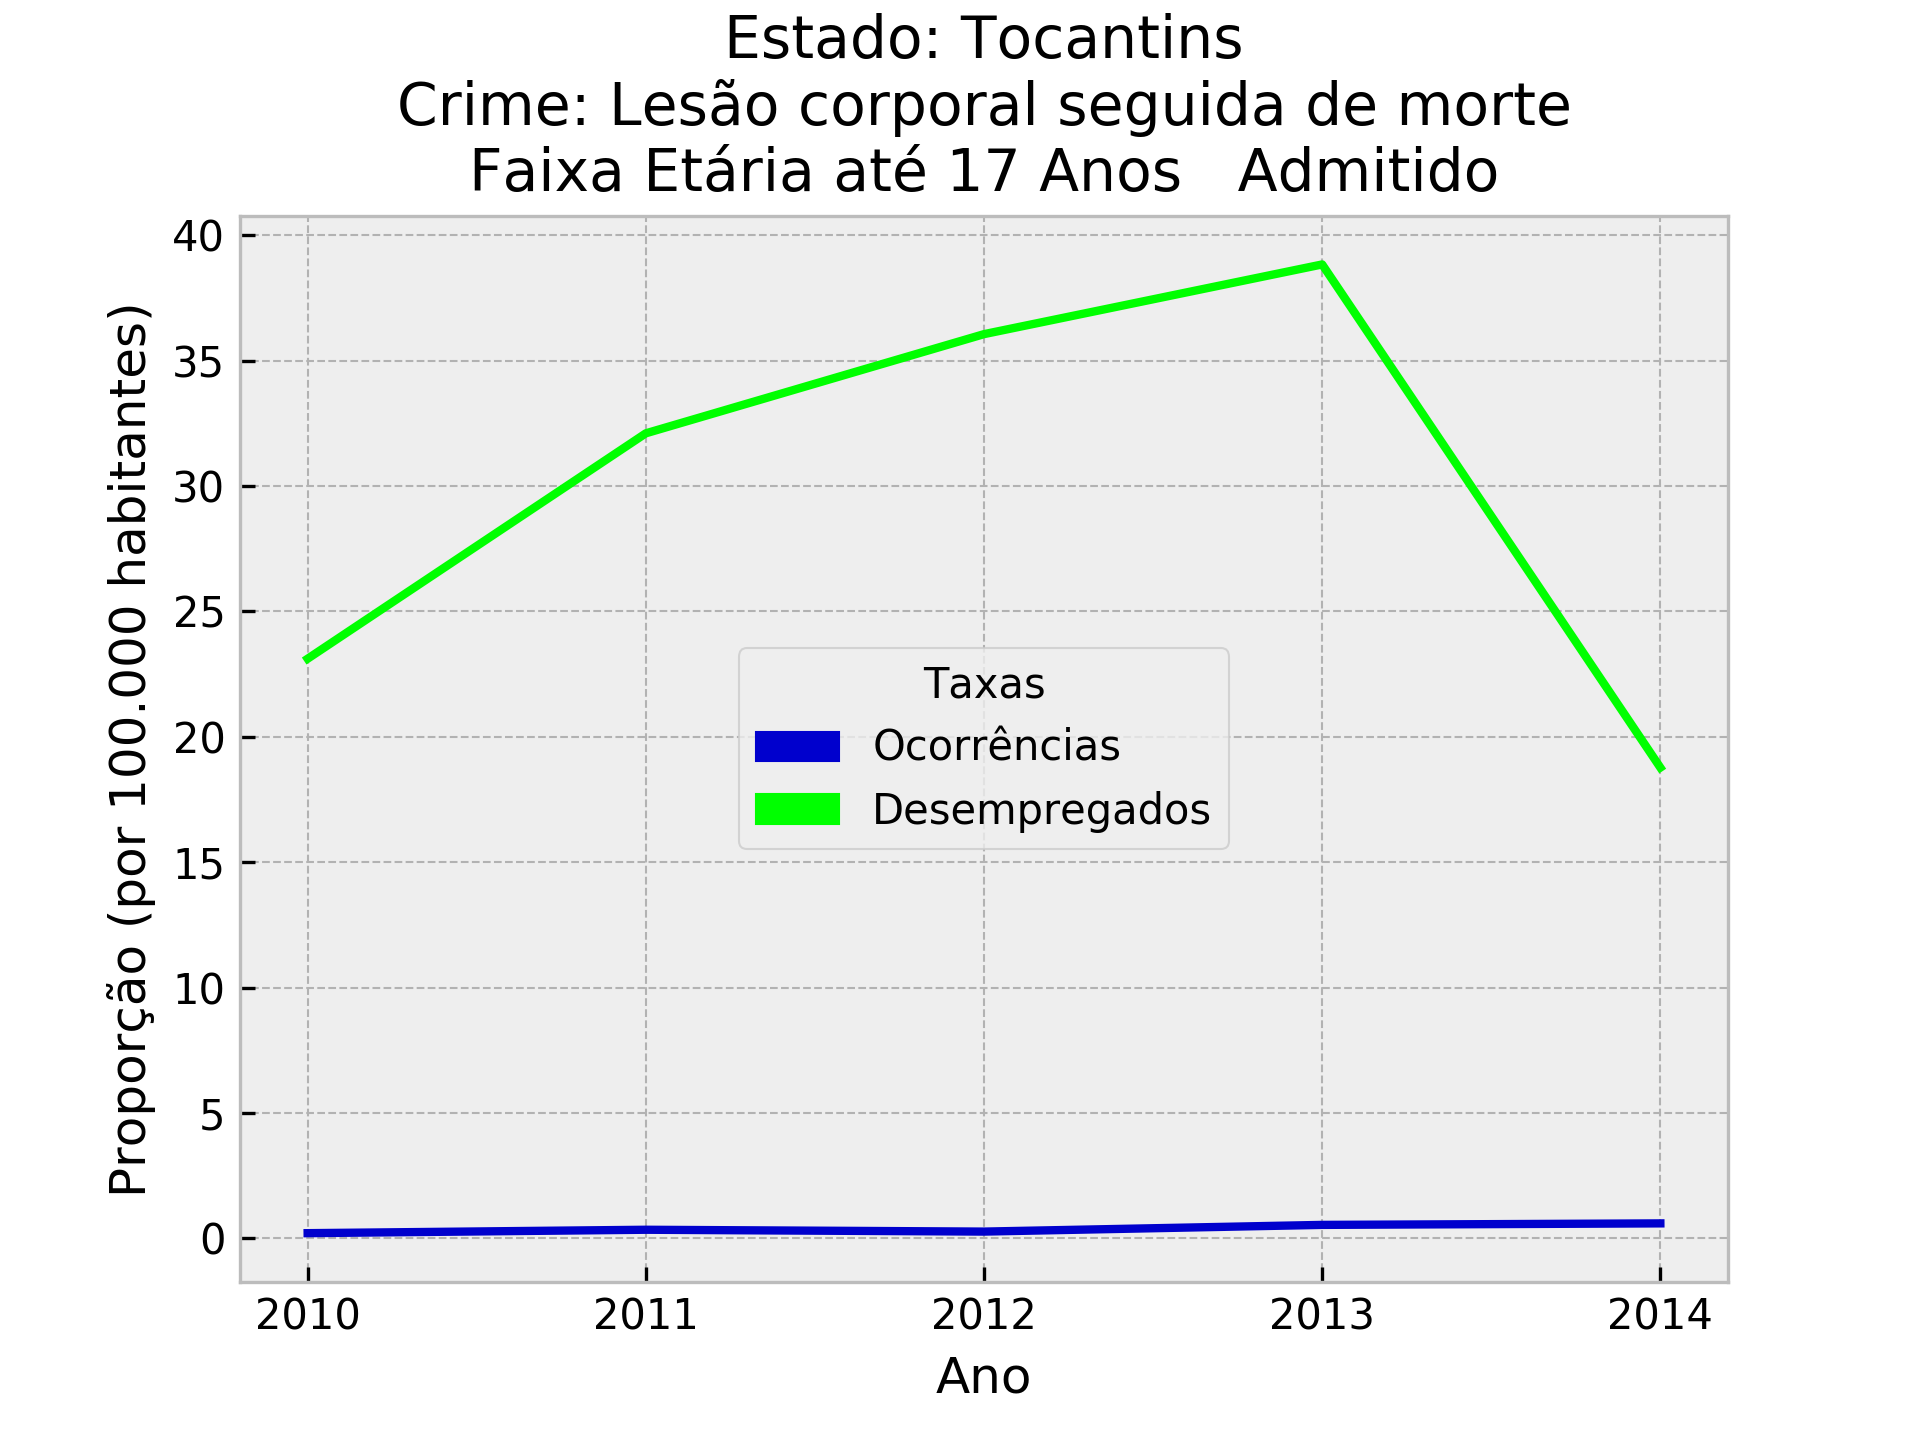 Estado: Tocantins
Crime: Lesão corporal seguida de morte
Faixa Etária até 17 Anos   Admitido
Proporção (por 100.000 habitantes)
40
35
30
25
20
15
10
5
0
Taxas
Ocorrências
Desempregados
2010
2011
2012
2013
2014
Ano